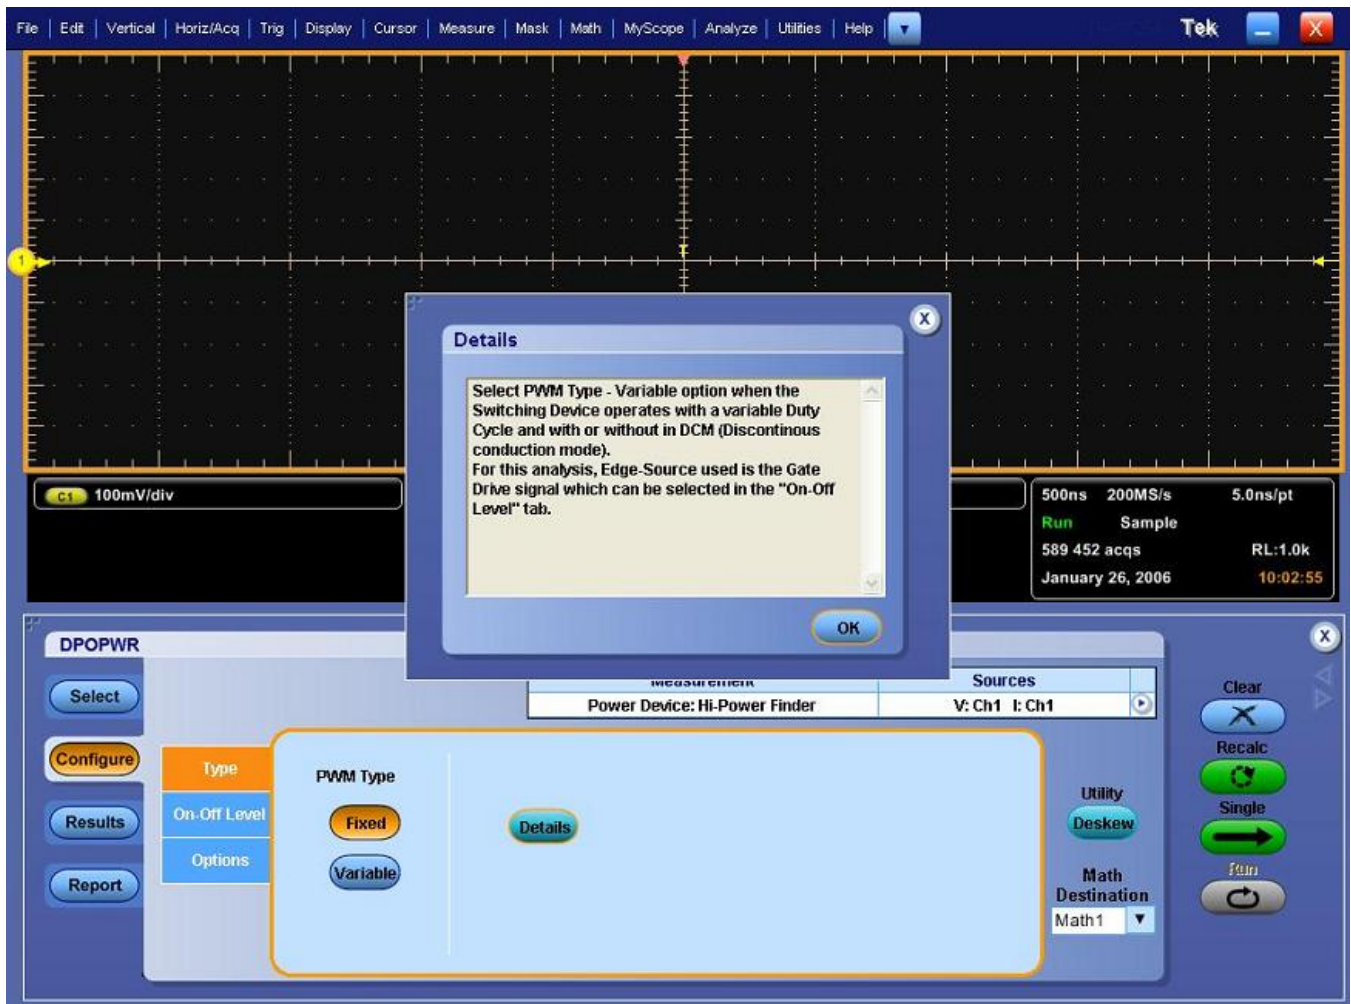 File | Edit | Vertical | Horiz/Acq | Trig | Display | Cursor | Measure | Mask | Math | MyScope | Analyze | Utilities | Help | Tek X
1
T
X
Details
Select PWM Type - Variable option when the
Switching Device operates with a variable Duty
Cycle and with or without in DCM (Discontinous
conduction mode).
For this analysis, Edge-Source used is the Gate
Drive signal which can be selected in the "On-Off
Level" tab.
OK
C1 100mV/div
500ns 200MS/s 5.0ns/pt
Run Sample
589 452 acqs RL:1.0k
January 26, 2006 10:02:55
DPOPWR X
Select
Configure
Results
Report
Measurement Sources
Power Device: Hi-Power Finder V: Ch1 I: Ch1
Type
On-Off Level
Options
PWM Type
Fixed
Variable
Details
Utility
Deskew
Math
Destination
Math1
Clear
Recalc
Single
Run